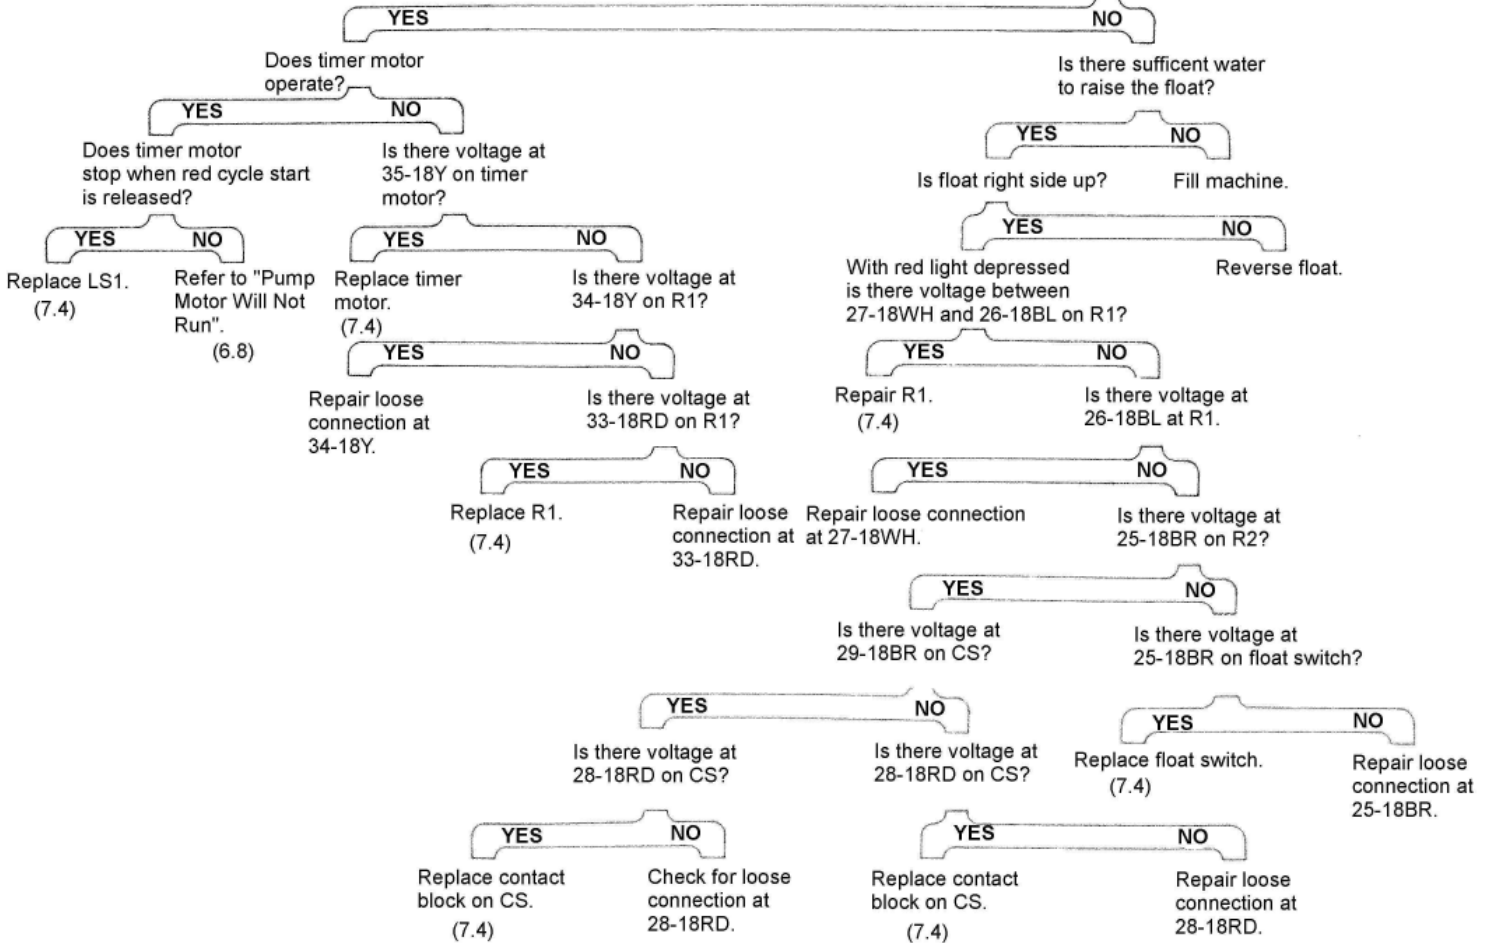 YES
NO
Does timer motor
operate?
Is there sufficent water
to raise the float?
YES
NO
YES
NO
Does timer motor
stop when red cycle start
is released?
Is there voltage at
35-18Y on timer
motor?
Is float right side up?
Fill machine.
YES
NO
YES
NO
YES
NO
Replace LS1.
(7.4)
Refer to "Pump
Motor Will Not
Run".
(6.8)
Replace timer
motor.
(7.4)
Is there voltage at
34-18Y on R1?
With red light depressed
is there voltage between
27-18WH and 26-18BL on R1?
Reverse float.
YES
NO
YES
NO
Repair loose
connection at
34-18Y.
Is there voltage at
33-18RD on R1?
Repair R1.
(7.4)
Is there voltage at
26-18BL at R1.
YES
NO
YES
NO
Replace R1.
(7.4)
Repair loose
connection at
33-18RD.
Repair loose connection
at 27-18WH.
Is there voltage at
25-18BR on R2?
YES
NO
Is there voltage at
29-18BR on CS?
Is there voltage at
25-18BR on float switch?
YES
NO
YES
NO
Is there voltage at
28-18RD on CS?
Is there voltage at
28-18RD on CS?
Replace float switch.
(7.4)
Repair loose
connection at
25-18BR.
YES
NO
YES
NO
Replace contact
block on CS.
(7.4)
Check for loose
connection at
28-18RD.
Replace contact
block on CS.
(7.4)
Repair loose
connection at
28-18RD.